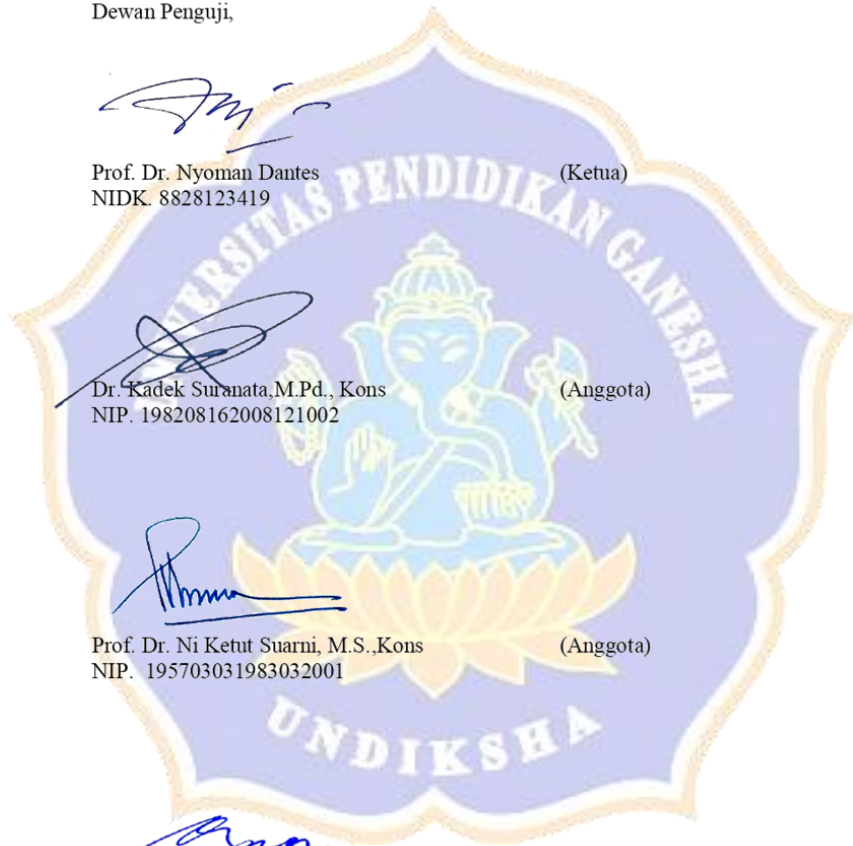 Dewan Penguji,
Prof. Dr. Nyoman Dantes (Ketua)
NIDK. 8828123419
Dr. Kadek Suranata,M.Pd., Kons (Anggota)
NIP. 198208162008121002
Prof. Dr. Ni Ketut Suarni, M.S.,Kons (Anggota)
NIP. 195703031983032001
UNIVERSITAS PENDIDIKAN GANESHA
UNDIKSHA